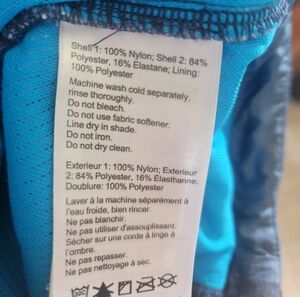 Shell 1: 100% Nylon; Shell 2: 84%
Polyester, 16% Elastane; Lining:
100% Polyester
Machine wash cold separately,
rinse thoroughly.
Do not bleach.
Do not use fabric softener.
Line dry in shade.
Do not iron.
Do not dry clean.
Exterieur 1: 100% Nylon; Exterieur
2: 84% Polyester, 16% Élasthanne;
Doublure: 100% Polyester
Laver à la machine séparément à
l'eau froide, bien rincer.
Ne pas blanchir.
Ne pas utiliser d'assouplissant.
Sécher sur une corde à linge à
l'ombre.
Ne pas repasser.
Ne pas nettoyage à sec.